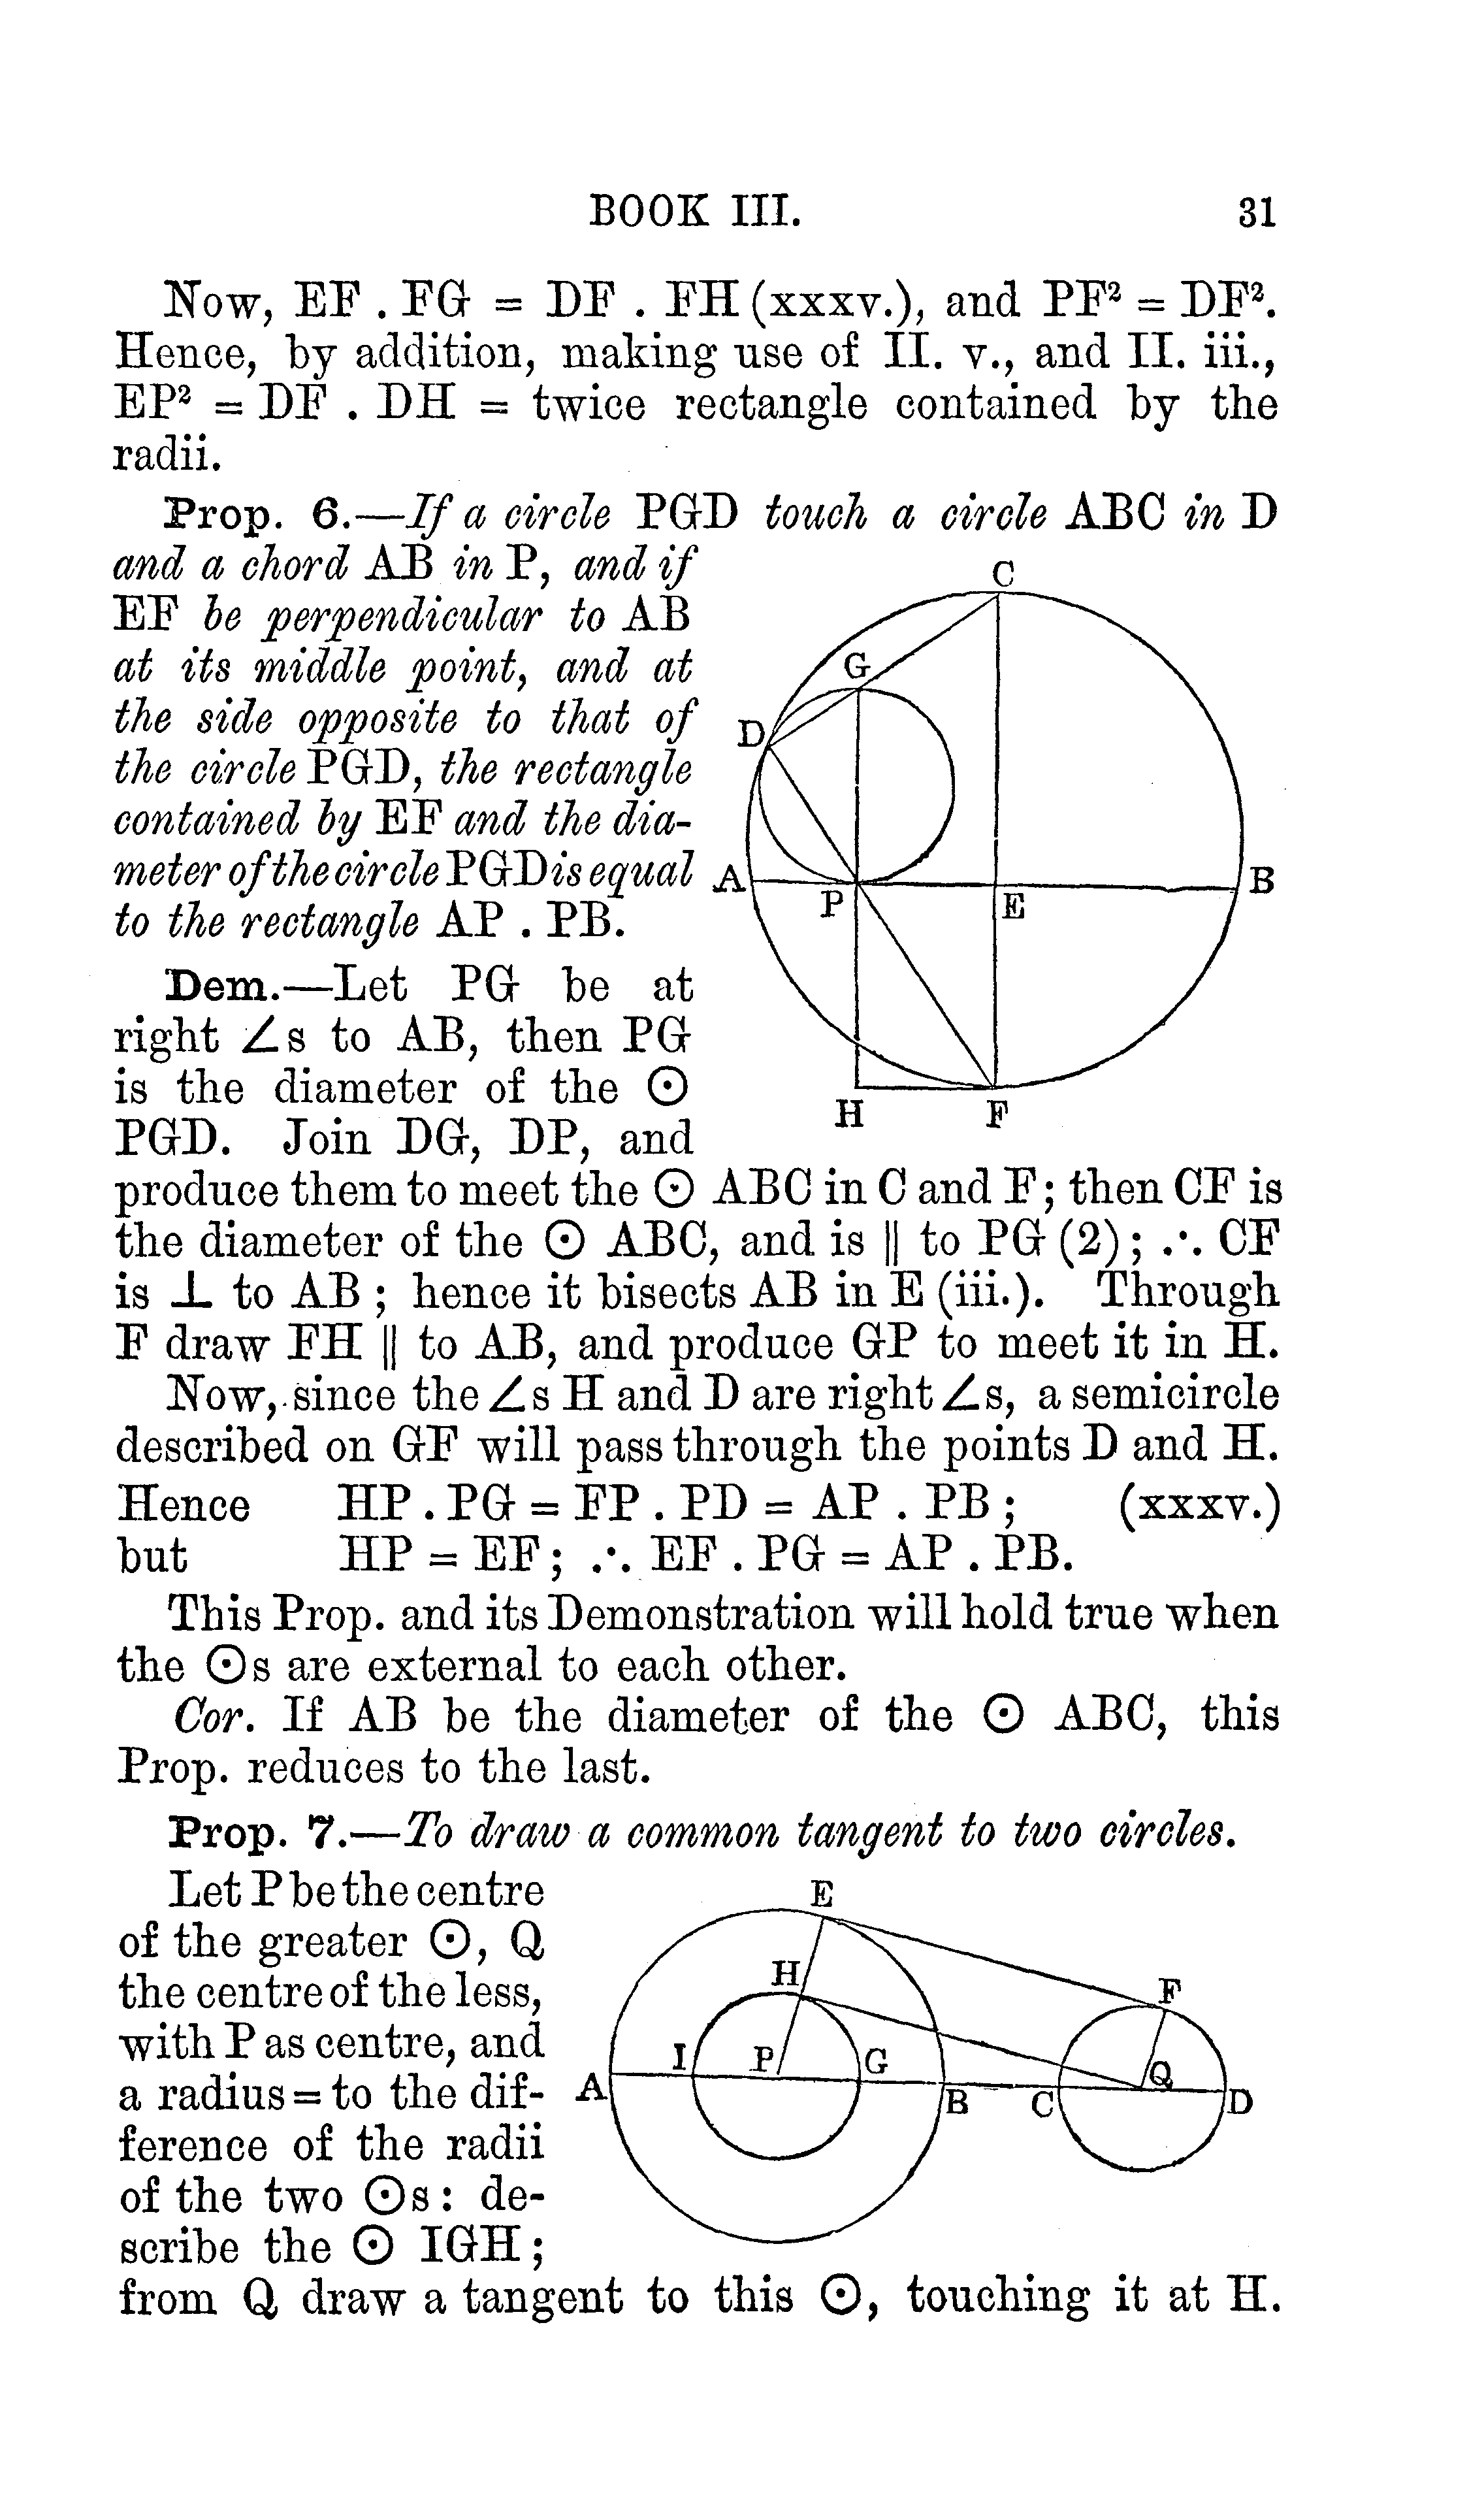 BOOK III. 31
Now, EF . FG = DF . FH (xxxv.), and PF² = DF².
Hence, by addition, making use of II. v., and II. iii.,
EP² = DF . DH = twice rectangle contained by the
radii.
Prop. 6.—If a circle PGD touch a circle ABC in D
and a chord AB in P, and if
EF be perpendicular to AB
at its middle point, and at
the side opposite to that of
the circle PGD, the rectangle
contained by EF and the dia-
meter of the circle PGD is equal
to the rectangle AP . PB.
C
G
D
A
P
E
B
H
F
Dem.—Let PG be at
right ∠s to AB, then PG
is the diameter of the ⊙
PGD. Join DG, DP, and
produce them to meet the ⊙ ABC in C and F; then CF is
the diameter of the ⊙ ABC, and is || to PG (2); ∴ CF
is ⊥ to AB; hence it bisects AB in E (iii.). Through
F draw FH || to AB, and produce GP to meet it in H.
Now, since the ∠s H and D are right ∠s, a semicircle
described on GF will pass through the points D and H.
Hence HP . PG = FP . PD = AP . PB; (xxxv.)
but HP = EF; ∴ EF . PG = AP . PB.
This Prop. and its Demonstration will hold true when
the ⊙s are external to each other.
Cor. If AB be the diameter of the ⊙ ABC, this
Prop. reduces to the last.
Prop. 7.—To draw a common tangent to two circles.
Let P be the centre
of the greater ⊙, Q
the centre of the less,
with P as centre, and
a radius = to the dif-
ference of the radii
of the two ⊙s: de-
scribe the ⊙ IGH;
E
H
F
I
P
G
Q
A
B
C
D
from Q draw a tangent to this ⊙, touching it at H.